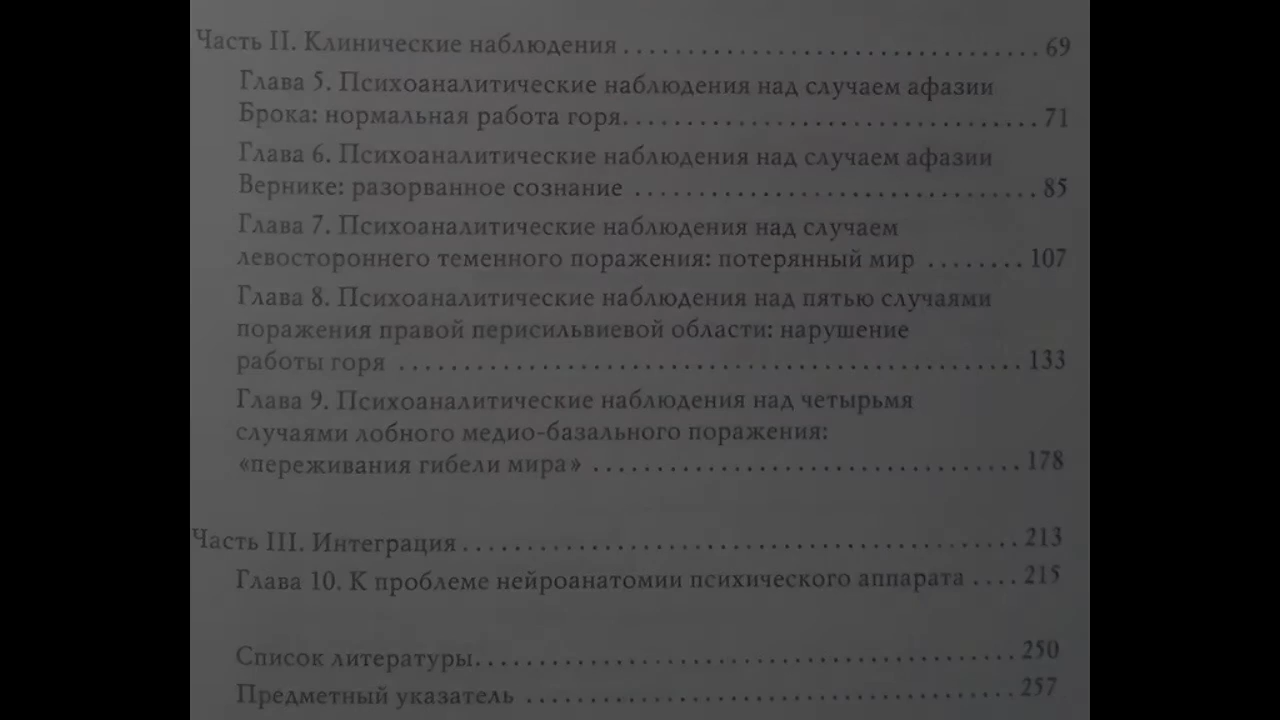 Часть II. Клинические наблюдения . . . . . . . . . . . . . . . . . . . . . . . . . . . . . . . . . 69
Глава 5. Психоаналитические наблюдения над случаем афазии
Брока: нормальная работа горя. . . . . . . . . . . . . . . . . . . . . . . . . . . . . . . . . 71
Глава 6. Психоаналитические наблюдения над случаем афазии
Вернике: разорванное сознание . . . . . . . . . . . . . . . . . . . . . . . . . . . . . . . . 85
Глава 7. Психоаналитические наблюдения над случаем
левостороннего теменного поражения: потерянный мир . . . . . . . . 107
Глава 8. Психоаналитические наблюдения над пятью случаями
поражения правой перисильвиевой области: нарушение
работы горя . . . . . . . . . . . . . . . . . . . . . . . . . . . . . . . . . . . . . . . . . . . . . . . . . 133
Глава 9. Психоаналитические наблюдения над четырьмя
случаями лобного медио-базального поражения:
«переживания гибели мира» . . . . . . . . . . . . . . . . . . . . . . . . . . . . . . . . . . 178
Часть III. Интеграция . . . . . . . . . . . . . . . . . . . . . . . . . . . . . . . . . . . . . . . . . . . . 213
Глава 10. К проблеме нейроанатомии психического аппарата . . . . 215
Список литературы. . . . . . . . . . . . . . . . . . . . . . . . . . . . . . . . . . . . . . . . . . . 250
Предметный указатель . . . . . . . . . . . . . . . . . . . . . . . . . . . . . . . . . . . . . . . 257